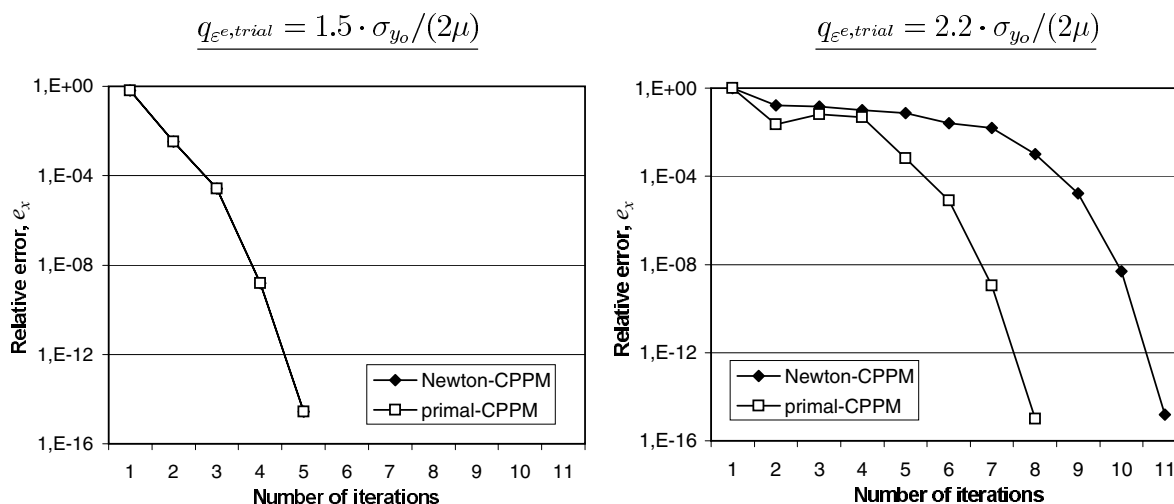 q_{ε^{e,trial}} = 1.5 · σ_{y_o}/(2μ)
1,E+00
1,E-04
1,E-08
1,E-12
1,E-16
Relative error, e_x
Newton-CPPM
primal-CPPM
1 2 3 4 5 6 7 8 9 10 11
Number of iterations
q_{ε^{e,trial}} = 2.2 · σ_{y_o}/(2μ)
1,E+00
1,E-04
1,E-08
1,E-12
1,E-16
Relative error, e_x
Newton-CPPM
primal-CPPM
1 2 3 4 5 6 7 8 9 10 11
Number of iterations